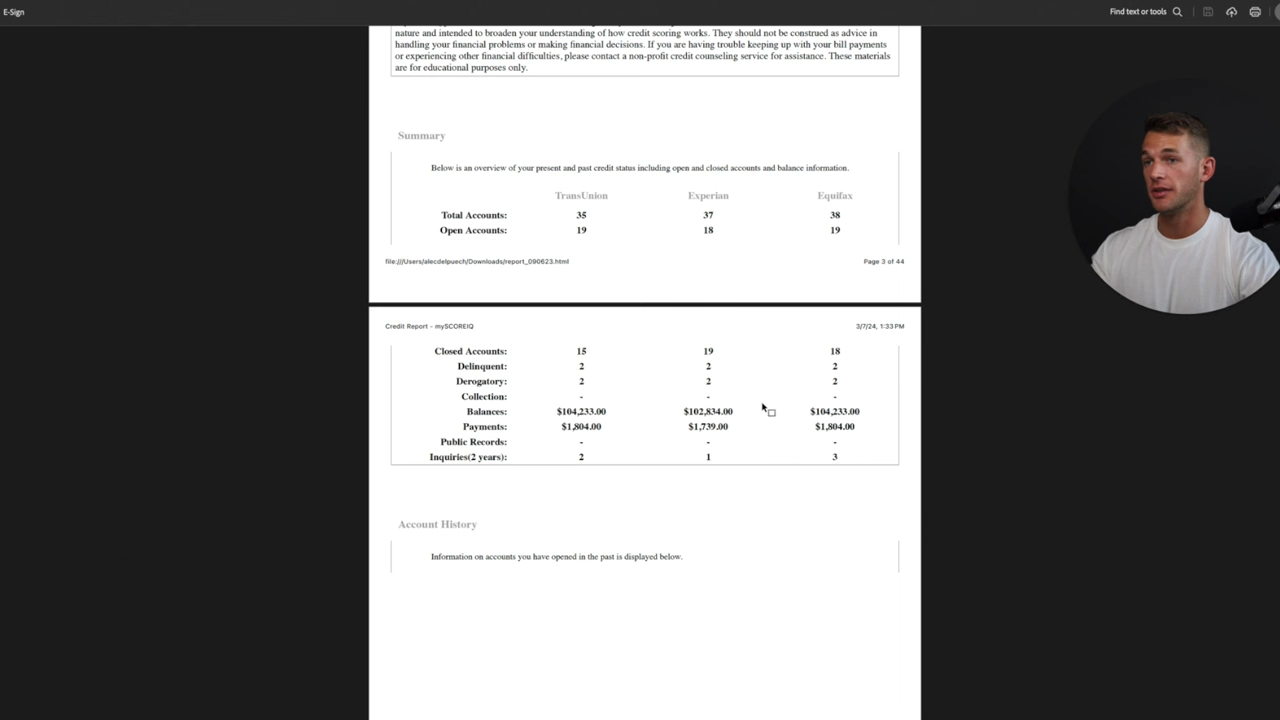 E-Sign
Find text or tools
nature and intended to broaden your understanding of how credit scoring works. They should not be construed as advice in
handling your financial problems or making financial decisions. If you are having trouble keeping up with your bill payments
or experiencing other financial difficulties, please contact a non-profit credit counseling service for assistance. These materials
are for educational purposes only.
Summary
Below is an overview of your present and past credit status including open and closed accounts and balance information.
TransUnion Experian Equifax
Total Accounts: 35 37 38
Open Accounts: 19 18 19
file:///Users/alecdelpuech/Downloads/report_090623.html Page 3 of 44
Credit Report - mySCOREIQ 3/7/24, 1:33 PM
Closed Accounts: 15 19 18
Delinquent: 2 2 2
Derogatory: 2 2 2
Collection: - - -
Balances: $104,233.00 $102,834.00 $104,233.00
Payments: $1,804.00 $1,739.00 $1,804.00
Public Records: - - -
Inquiries(2 years): 2 1 3
Account History
Information on accounts you have opened in the past is displayed below.